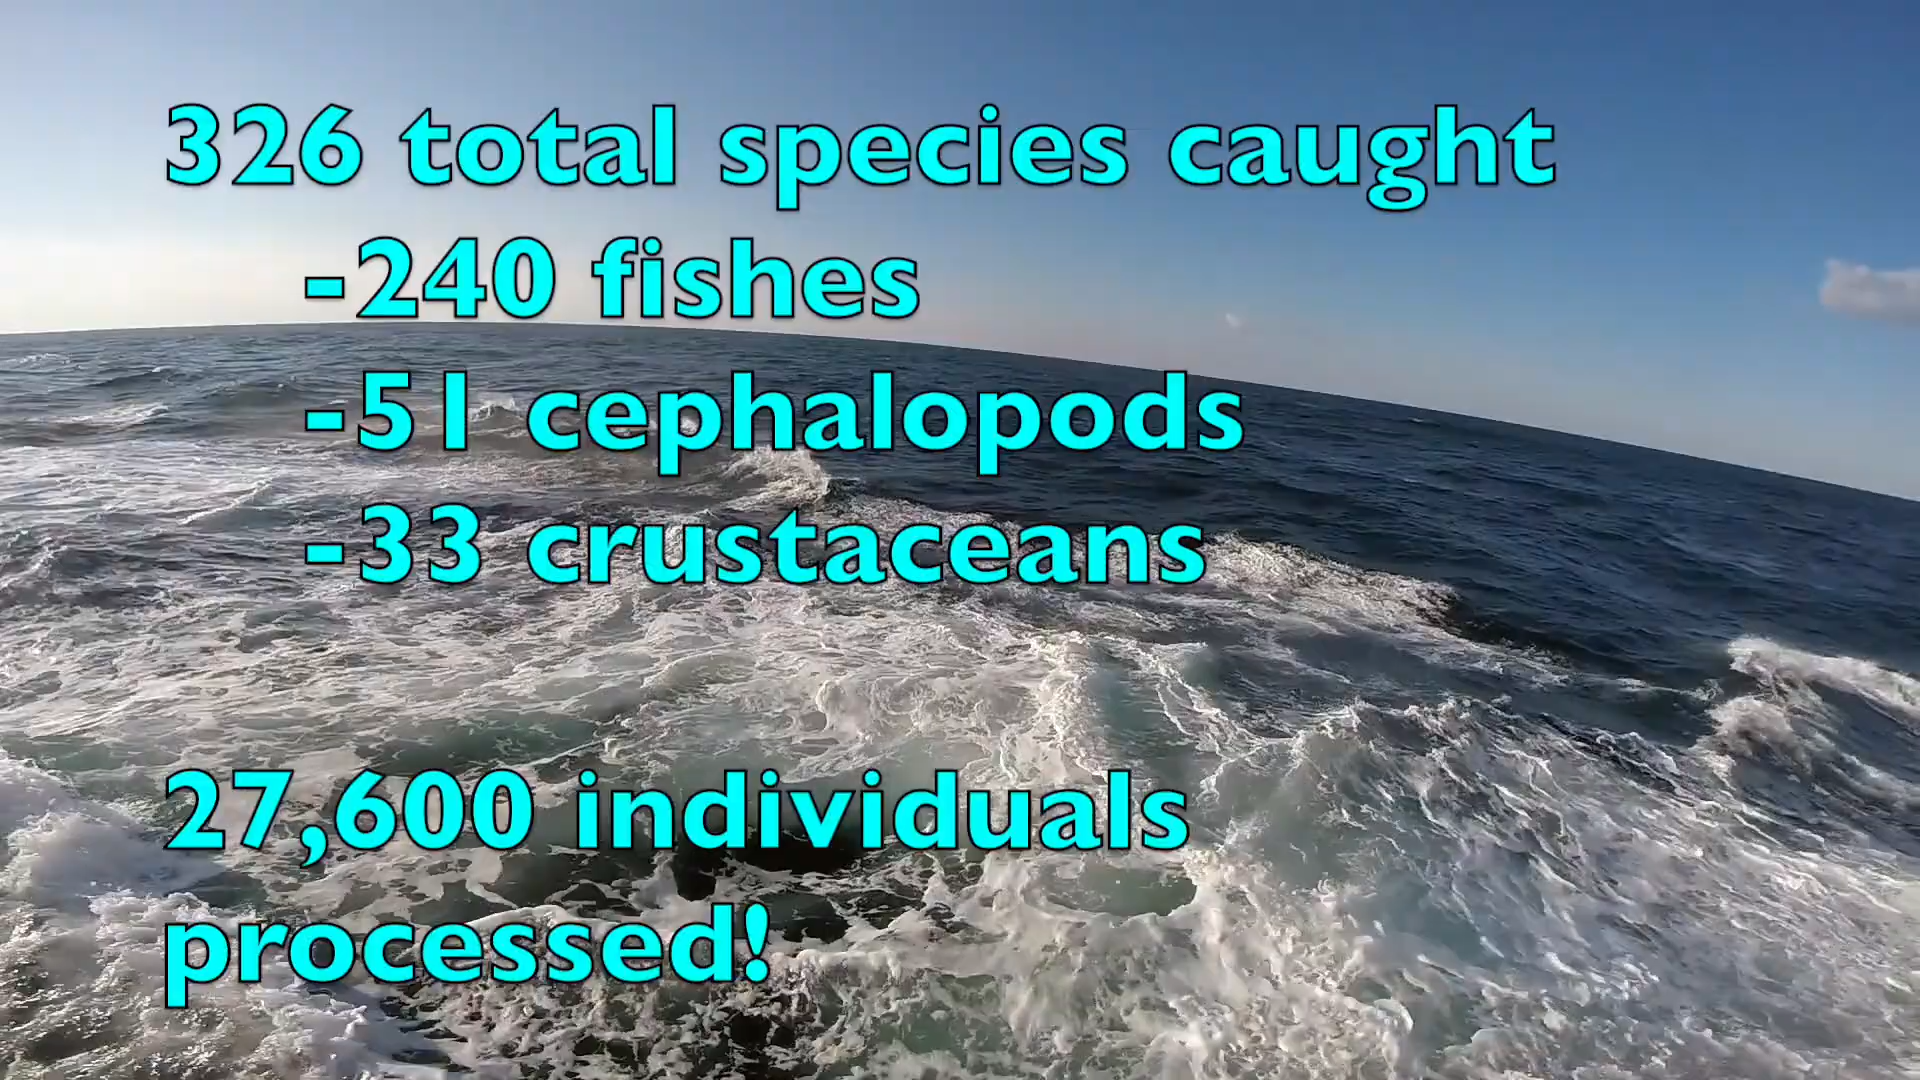 326 total species caught
-240 fishes
-51 cephalopods
-33 crustaceans
27,600 individuals
processed!